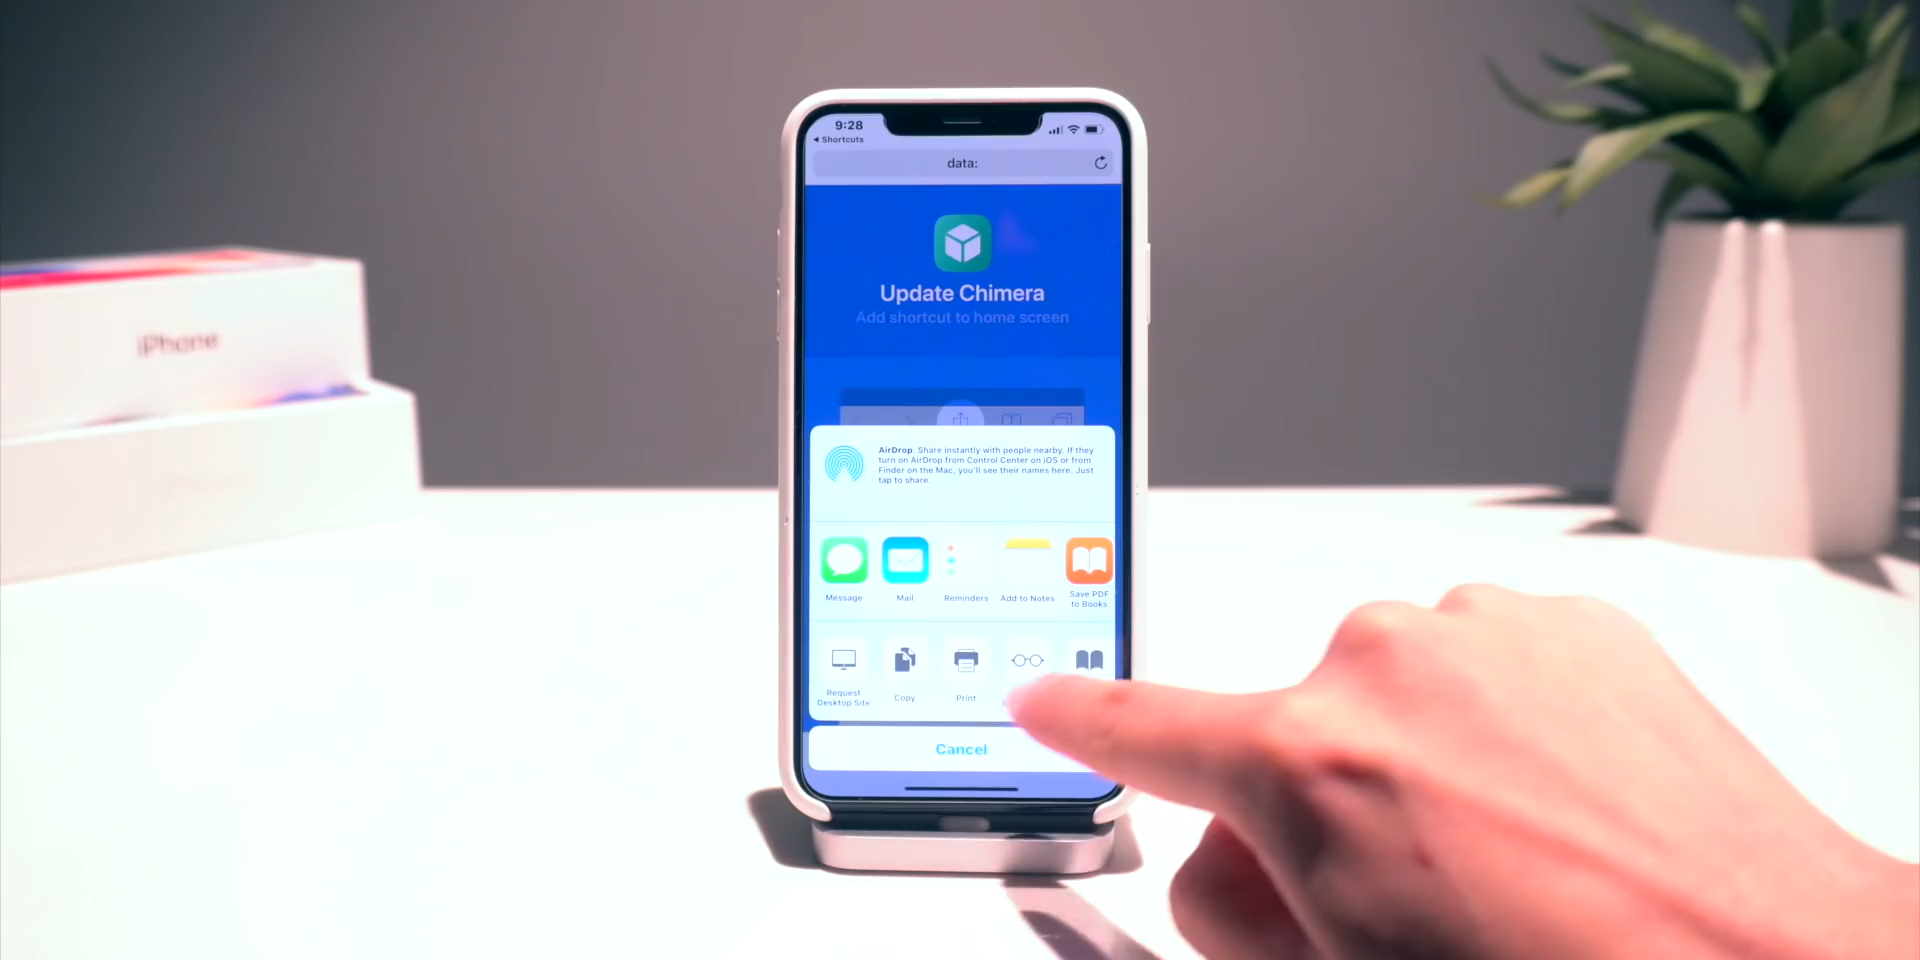 9:28
Shortcuts
data:
Update Chimera
Add shortcut to home screen
AirDrop. Share instantly with people nearby. If they
turn on AirDrop from Control Center on iOS or from
Finder on the Mac, you'll see their names here. Just
tap to share.
Message
Mail
Reminders
Add to Notes
Save PDF
to Books
Request
Desktop Site
Copy
Print
Cancel
iPhone